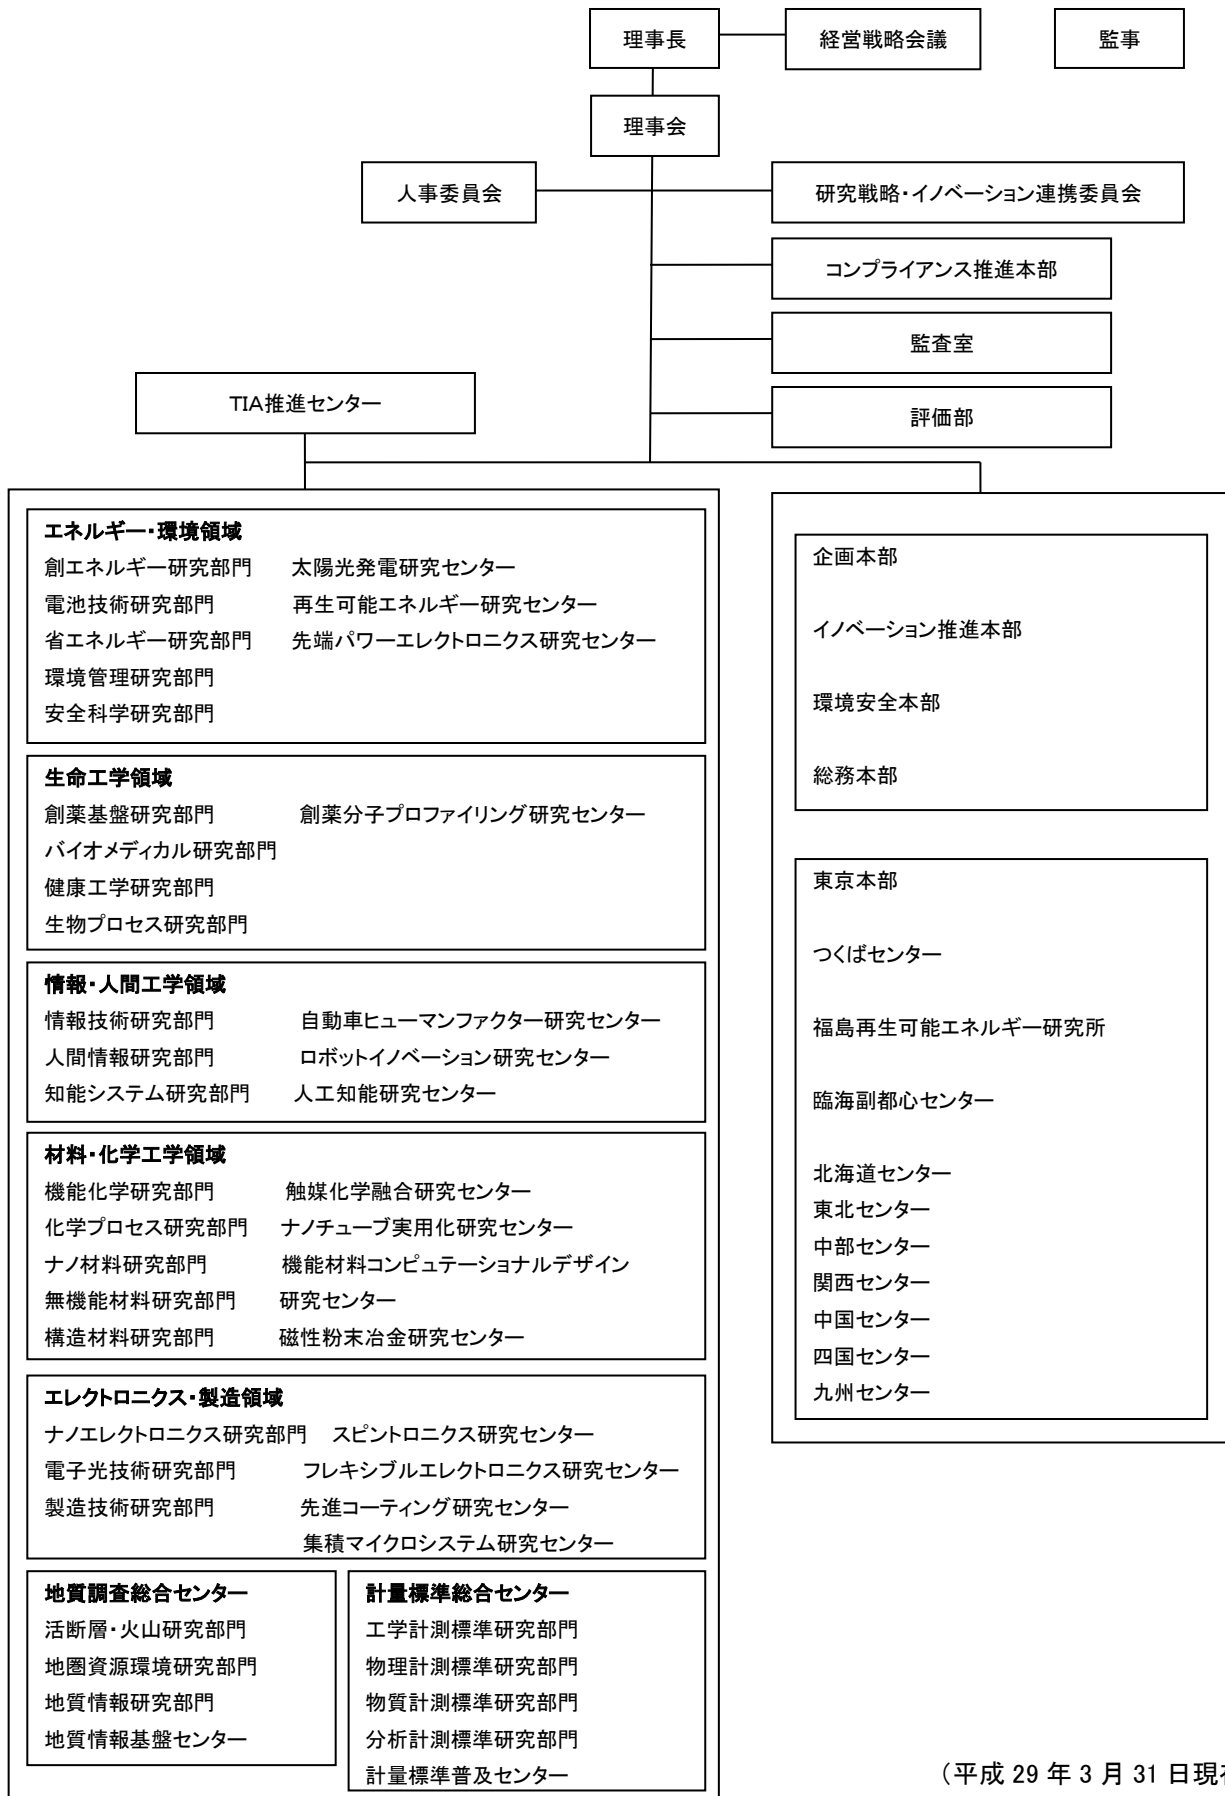 理事長 経営戦略会議 監事
理事会
人事委員会 研究戦略・イノベーション連携委員会
コンプライアンス推進本部
監査室
TIA推進センター
評価部
エネルギー・環境領域
創エネルギー研究部門 太陽光発電研究センター
電池技術研究部門 再生可能エネルギー研究センター
省エネルギー研究部門 先端パワーエレクトロニクス研究センター
環境管理研究部門
安全科学研究部門
生命工学領域
創薬基盤研究部門 創薬分子プロファイリング研究センター
バイオメディカル研究部門
健康工学研究部門
生物プロセス研究部門
情報・人間工学領域
情報技術研究部門 自動車ヒューマンファクター研究センター
人間情報研究部門 ロボットイノベーション研究センター
知能システム研究部門 人工知能研究センター
材料・化学工学領域
機能化学研究部門 触媒化学融合研究センター
化学プロセス研究部門 ナノチューブ実用化研究センター
ナノ材料研究部門 機能材料コンピュテーショナルデザイン
無機能材料研究部門 研究センター
構造材料研究部門 磁性粉末冶金研究センター
エレクトロニクス・製造領域
ナノエレクトロニクス研究部門 スピントロニクス研究センター
電子光技術研究部門 フレキシブルエレクトロニクス研究センター
製造技術研究部門 先進コーティング研究センター
集積マイクロシステム研究センター
地質調査総合センター
活断層・火山研究部門
地圏資源環境研究部門
地質情報研究部門
地質情報基盤センター
計量標準総合センター
工学計測標準研究部門
物理計測標準研究部門
物質計測標準研究部門
分析計測標準研究部門
計量標準普及センター
企画本部
イノベーション推進本部
環境安全本部
総務本部
東京本部
つくばセンター
福島再生可能エネルギー研究所
臨海副都心センター
北海道センター
東北センター
中部センター
関西センター
中国センター
四国センター
九州センター
（平成 29 年 3 月 31 日現在